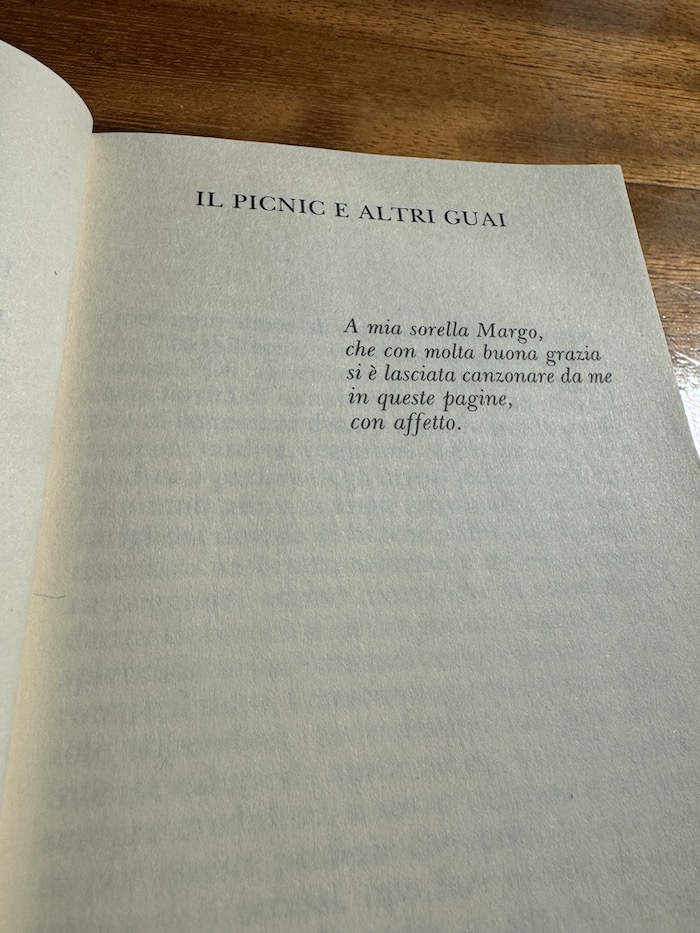 IL PICNIC E ALTRI GUAI
A mia sorella Margo,
che con molta buona grazia
si è lasciata canzonare da me
in queste pagine,
con affetto.